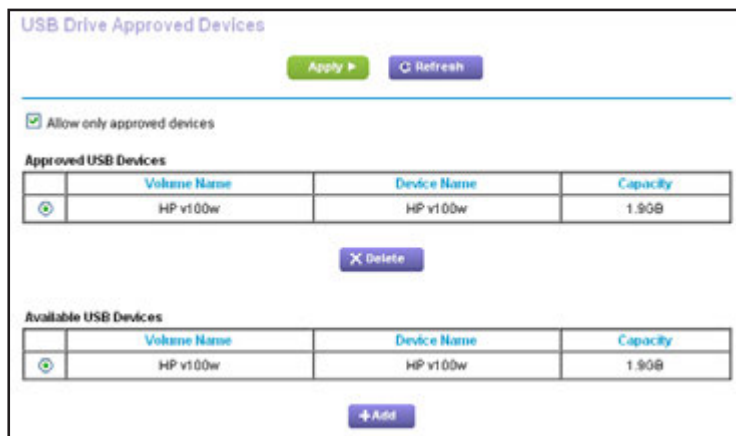 USB Drive Approved Devices
Apply Refresh
Allow only approved devices
Approved USB Devices
Volume Name Device Name Capacity
HP v100w HP v100w 1.9GB
Delete
Available USB Devices
Volume Name Device Name Capacity
HP v100w HP v100w 1.9GB
+Add